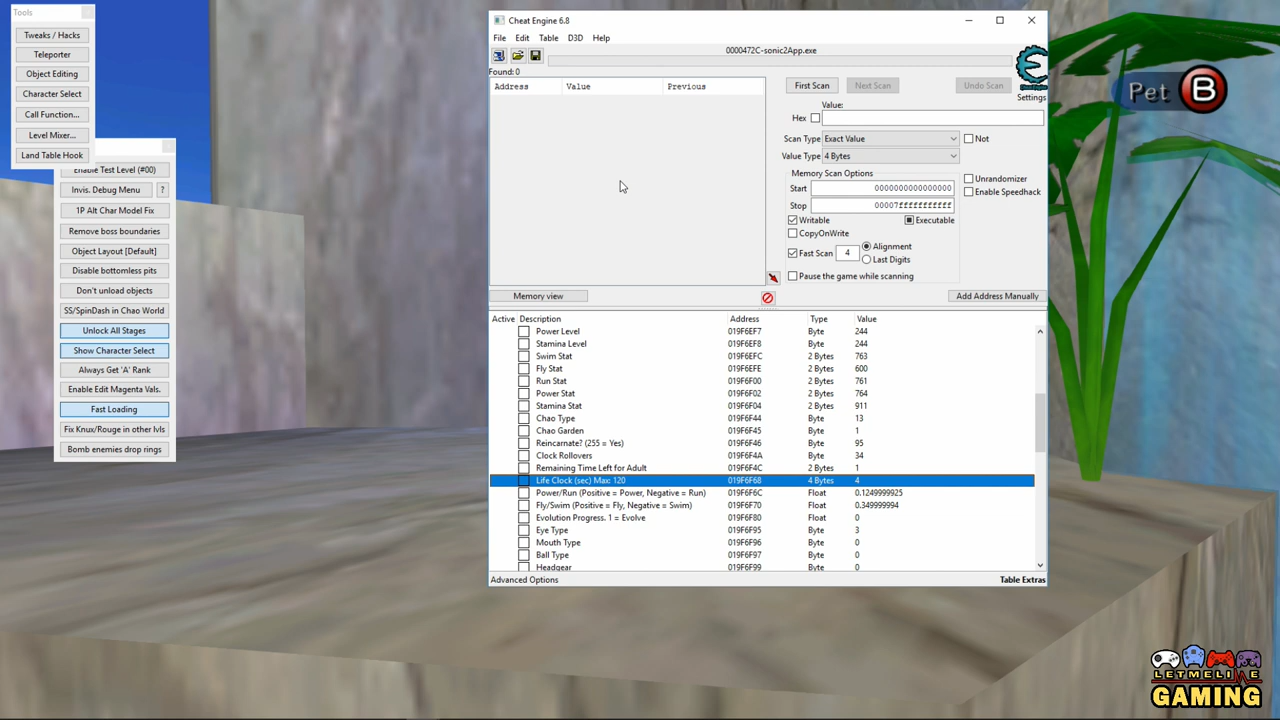 Tools
Tweaks / Hacks
Teleporter
Object Editing
Character Select
Call Function...
Level Mixer...
Land Table Hook
Enable Test Level (#00)
Invis. Debug Menu ?
1P Alt Char Model Fix
Remove boss boundaries
Object Layout [Default]
Disable bottomless pits
Don't unload objects
SS/SpinDash in Chao World
Unlock All Stages
Show Character Select
Always Get 'A' Rank
Enable Edit Magenta Vals.
Fast Loading
Fix Knux/Rouge in other lvls
Bomb enemies drop rings
Cheat Engine 6.8
File Edit Table D3D Help
0000472C-sonic2App.exe
Found: 0
Address Value Previous
First Scan Next Scan Undo Scan
Settings
Value:
Hex
Scan Type Exact Value Not
Value Type 4 Bytes
Memory Scan Options
Start 0000000000000000
Stop 00007fffffffffff
Unrandomizer
Enable Speedhack
Writable Executable
CopyOnWrite
Fast Scan 4 Alignment
Last Digits
Pause the game while scanning
Memory view Add Address Manually
Active Description Address Type Value
Power Level 019F6EF7 Byte 244
Stamina Level 019F6EF8 Byte 244
Swim Stat 019F6EFC 2 Bytes 763
Fly Stat 019F6EFE 2 Bytes 600
Run Stat 019F6F00 2 Bytes 761
Power Stat 019F6F02 2 Bytes 764
Stamina Stat 019F6F04 2 Bytes 911
Chao Type 019F6F44 Byte 13
Chao Garden 019F6F45 Byte 1
Reincarnate? (255 = Yes) 019F6F46 Byte 95
Clock Rollovers 019F6F4A Byte 34
Remaining Time Left for Adult 019F6F4C 2 Bytes 1
Life Clock (sec) Max: 120 019F6F68 4 Bytes 4
Power/Run (Positive = Power, Negative = Run) 019F6F6C Float 0.1249999925
Fly/Swim (Positive = Fly, Negative = Swim) 019F6F70 Float 0.349999994
Evolution Progress. 1 = Evolve 019F6F80 Float 0
Eye Type 019F6F95 Byte 3
Mouth Type 019F6F96 Byte 0
Ball Type 019F6F97 Byte 0
Headgear 019F6F99 Byte 0
Advanced Options Table Extras
Pet B
LETMELIVE
GAMING